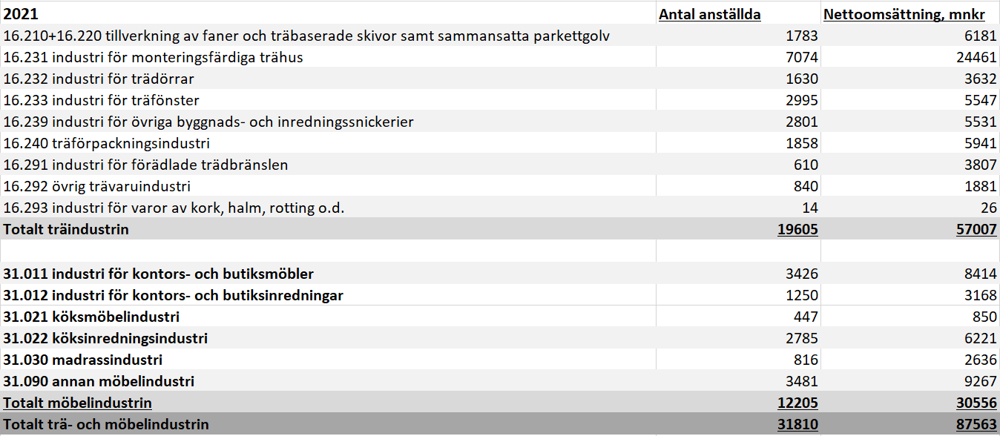 2021 Antal anställda Nettoomsättning, mnkr
16.210+16.220 tillverkning av faner och träbaserade skivor samt sammansatta parkettgolv 1783 6181
16.231 industri för monteringsfärdiga trähus 7074 24461
16.232 industri för trädörrar 1630 3632
16.233 industri för träfönster 2995 5547
16.239 industri för övriga byggnads- och inredningssnickerier 2801 5531
16.240 träförpackningsindustri 1858 5941
16.291 industri för förädlade trädbränslen 610 3807
16.292 övrig trävaruindustri 840 1881
16.293 industri för varor av kork, halm, rotting o.d. 14 26
Totalt träindustrin 19605 57007
31.011 industri för kontors- och butiksmöbler 3426 8414
31.012 industri för kontors- och butiksinredningar 1250 3168
31.021 köksmöbelindustri 447 850
31.022 köksinredningsindustri 2785 6221
31.030 madrassindustri 816 2636
31.090 annan möbelindustri 3481 9267
Totalt möbelindustrin 12205 30556
Totalt trä- och möbelindustrin 31810 87563